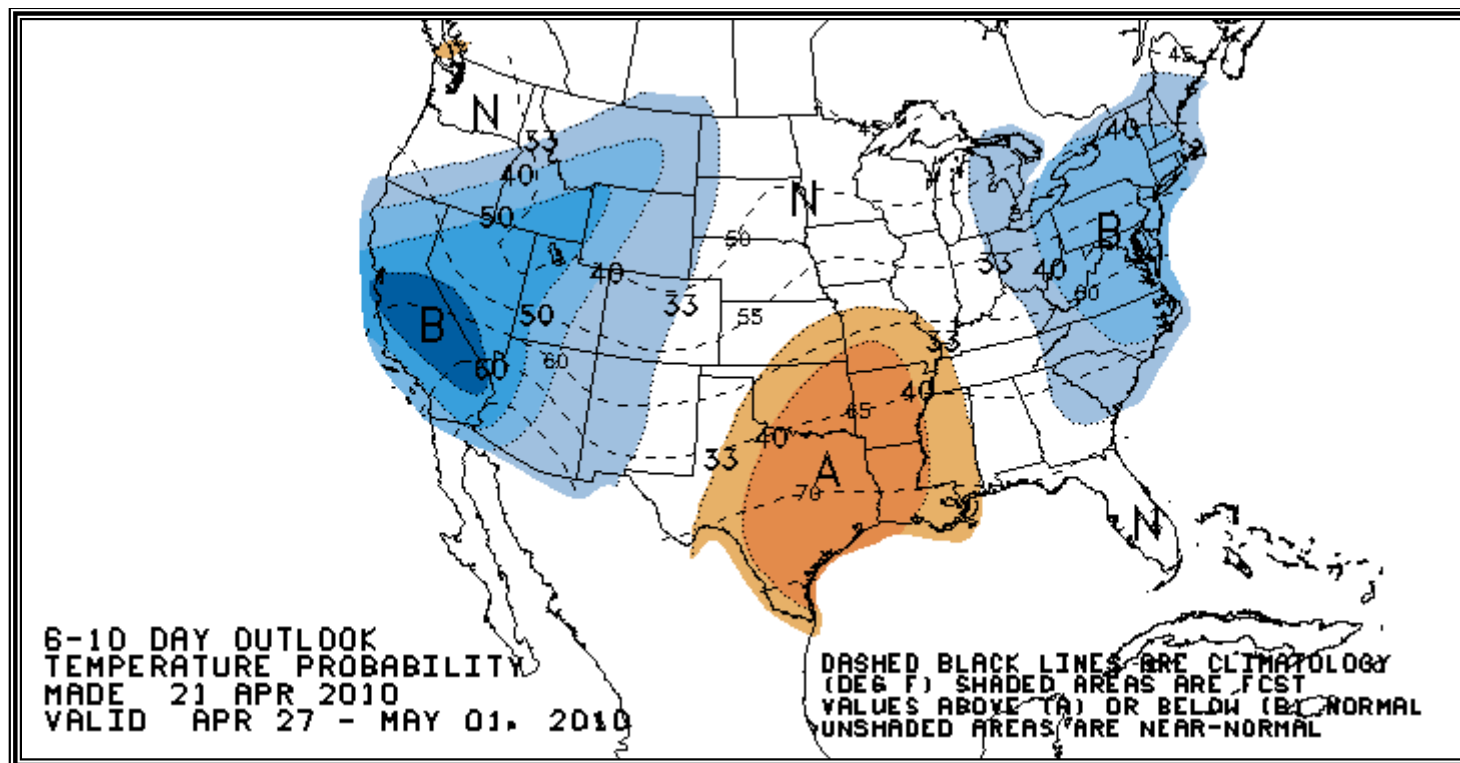 45
N
45
40
33
40
50
N
B
50
33
40
60
40
33
50
55
B
33
60
60
40
65
40
33
A
70
N
6-10 DAY OUTLOOK
TEMPERATURE PROBABILITY
MADE 21 APR 2010
VALID APR 27 - MAY 01, 2010
DASHED BLACK LINES ARE CLIMATOLOGY
(DEG F) SHADED AREAS ARE FCST
VALUES ABOVE (A) OR BELOW (B) NORMAL
UNSHADED AREAS ARE NEAR-NORMAL